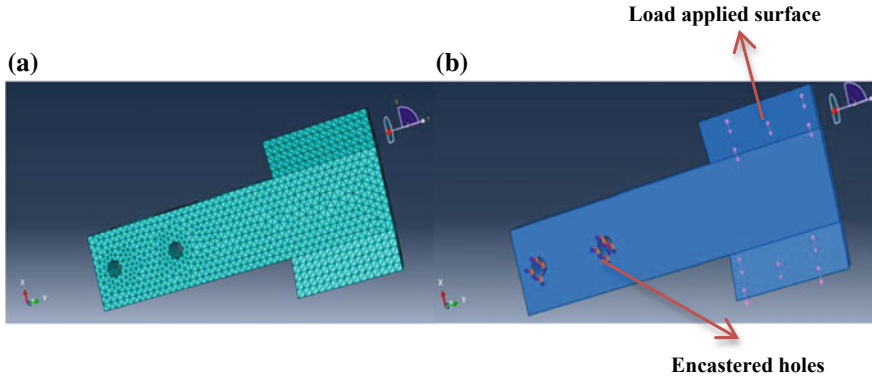 Load applied surface
(a)
(b)
X
Y
X
Y
Encastered holes